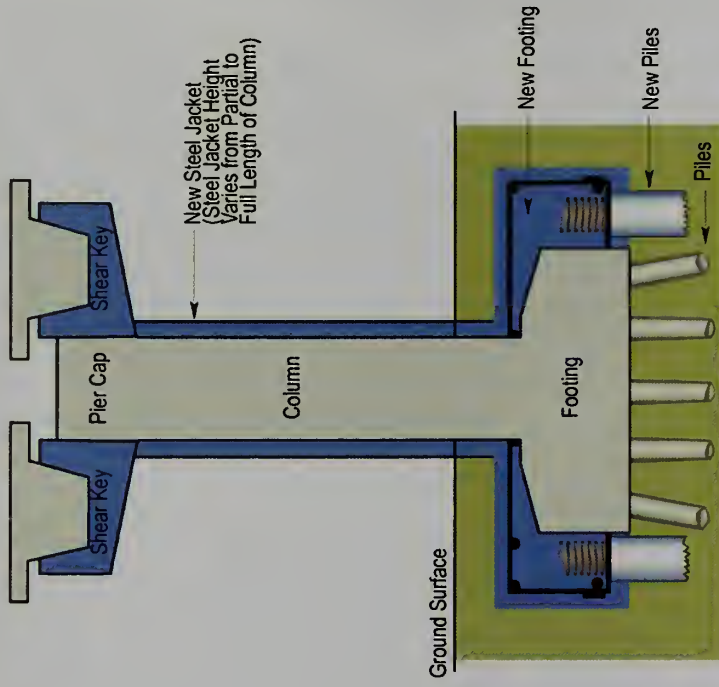 Shear Key
Shear Key
Pier Cap
New Steel Jacket
(Steel Jacket Height
Varies from Partial to
Full Length of Column)
Column
Ground Surface
New Footing
Footing
New Piles
Piles